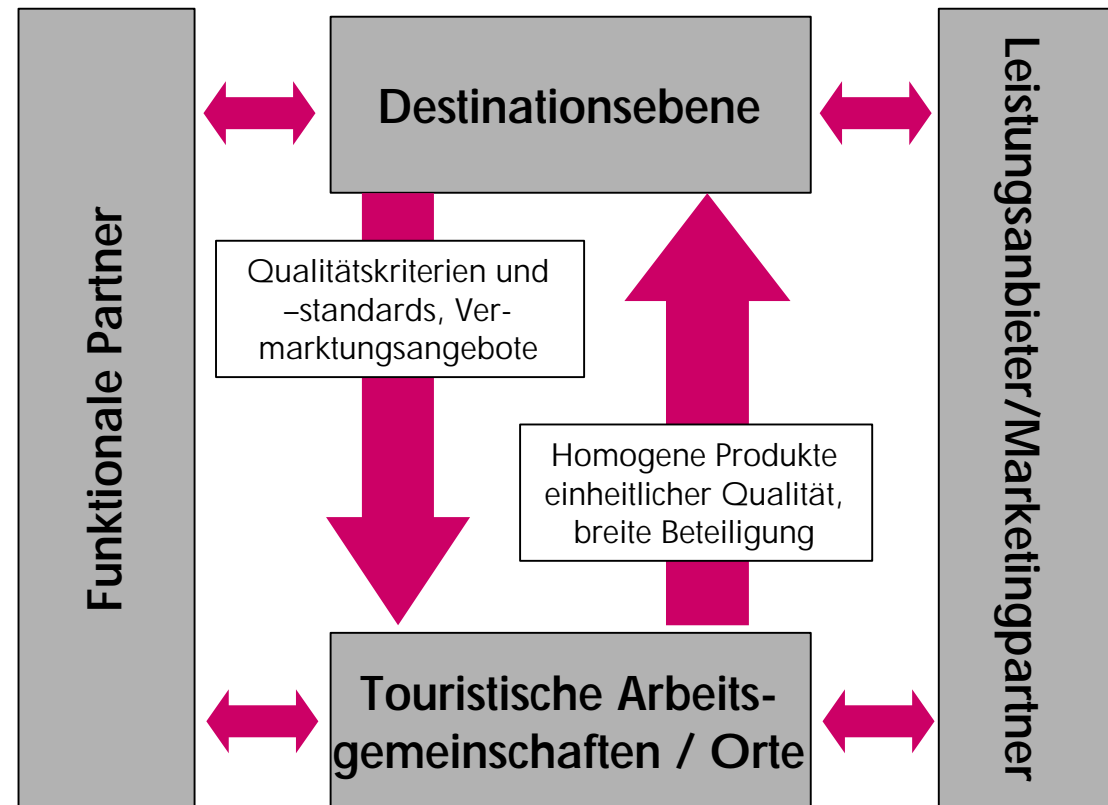 Funktionale Partner
Destinationsebene
Qualitätskriterien und
–standards, Ver-
marktungsangebote
Homogene Produkte
einheitlicher Qualität,
breite Beteiligung
Touristische Arbeits-
gemeinschaften / Orte
Leistungsanbieter/Marketingpartner